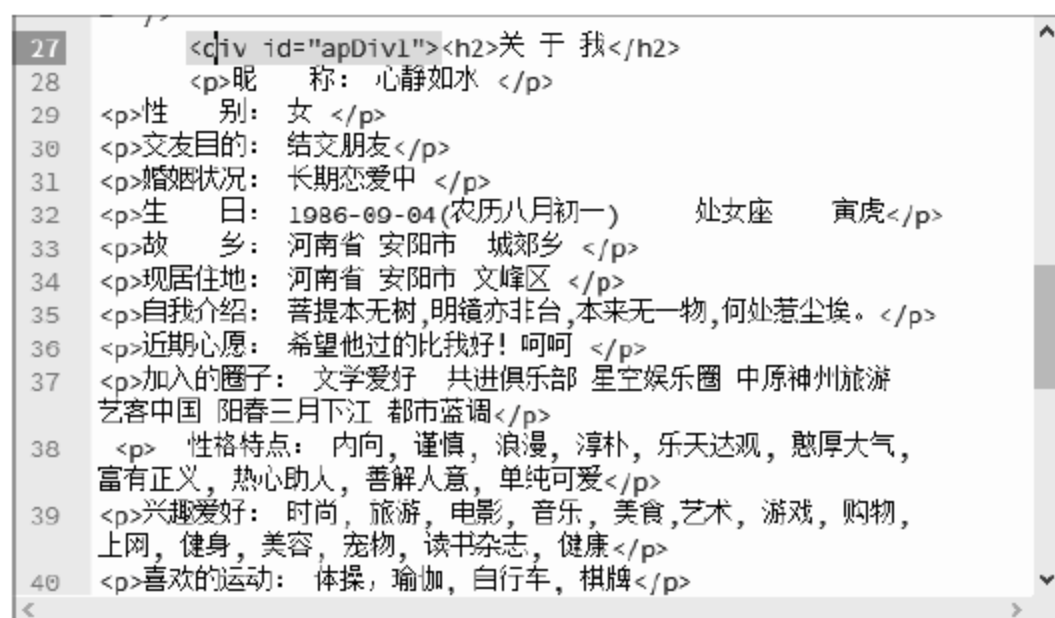 27 <div id="apDiv1"><h2>关 于 我</h2>
28 <p>昵 称： 心静如水 </p>
29 <p>性 别： 女 </p>
30 <p>交友目的： 结交朋友</p>
31 <p>婚姻状况： 长期恋爱中 </p>
32 <p>生 日： 1986-09-04(农历八月初一) 处女座 寅虎</p>
33 <p>故 乡： 河南省 安阳市 城郊乡 </p>
34 <p>现居住地： 河南省 安阳市 文峰区 </p>
35 <p>自我介绍： 菩提本无树,明镜亦非台,本来无一物,何处惹尘埃。</p>
36 <p>近期心愿： 希望他过的比我好！呵呵 </p>
37 <p>加入的圈子： 文学爱好 共进俱乐部 星空娱乐圈 中原神州旅游
艺客中国 阳春三月下江 都市蓝调</p>
38 <p> 性格特点： 内向, 谨慎, 浪漫, 淳朴, 乐天达观, 憨厚大气,
富有正义, 热心助人, 善解人意, 单纯可爱</p>
39 <p>兴趣爱好： 时尚, 旅游, 电影, 音乐, 美食,艺术, 游戏, 购物,
上网, 健身, 美容, 宠物, 读书杂志, 健康</p>
40 <p>喜欢的运动： 体操, 瑜伽, 自行车, 棋牌</p>